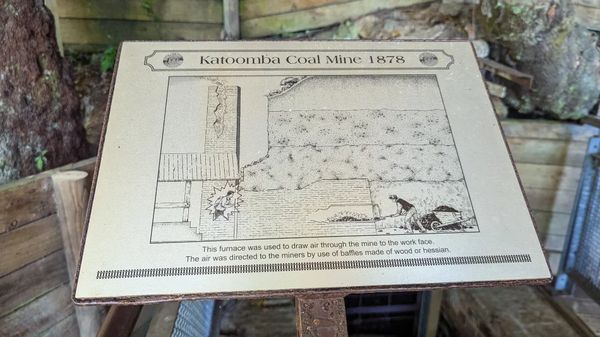 Katoomba Coal Mine 1878
This furnace was used to draw air through the mine to the work face.
The air was directed to the miners by use of baffles made of wood or hessian.